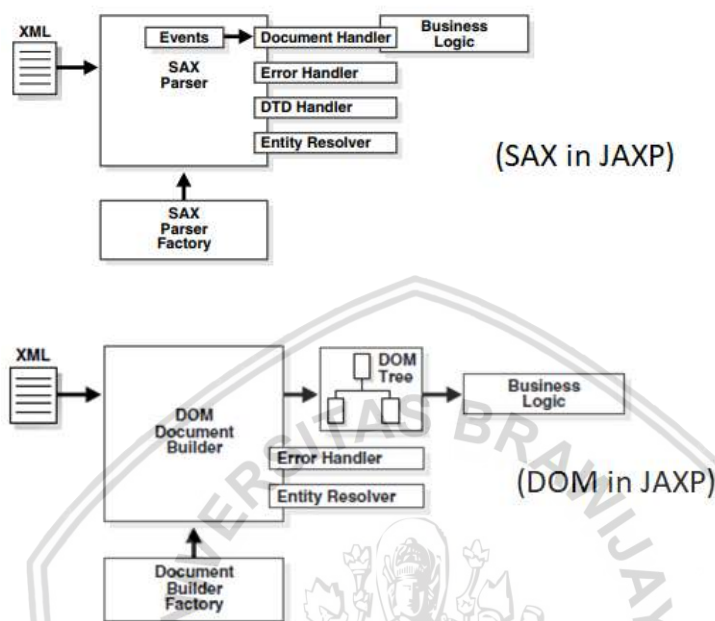 XML
Events
Document Handler
Business
Logic
SAX
Parser
Error Handler
DTD Handler
Entity Resolver
(SAX in JAXP)
SAX
Parser
Factory
XML
DOM
Document
Builder
DOM
Tree
Business
Logic
Error Handler
Entity Resolver
(DOM in JAXP)
Document
Builder
Factory
VERSITAS BRAWIJAY